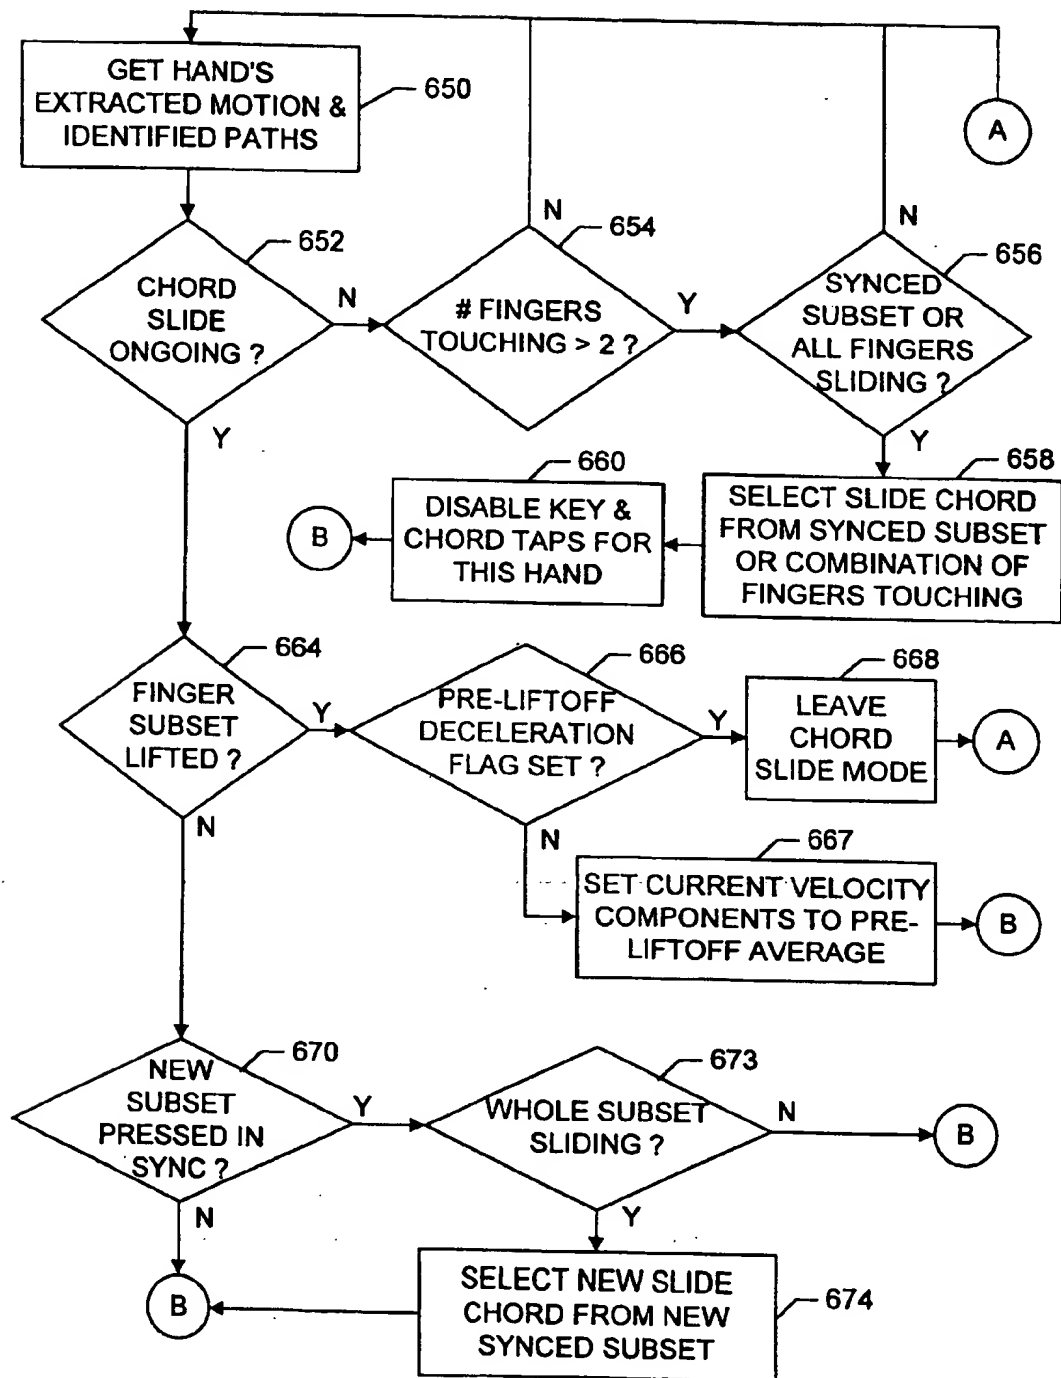 GET HAND'S
EXTRACTED MOTION &
IDENTIFIED PATHS
650
A
CHORD
SLIDE
ONGOING ?
652
N
Y
# FINGERS
TOUCHING > 2 ?
654
N
Y
SYNCED
SUBSET OR
ALL FINGERS
SLIDING ?
656
N
Y
SELECT SLIDE CHORD
FROM SYNCED SUBSET
OR COMBINATION OF
FINGERS TOUCHING
658
DISABLE KEY &
CHORD TAPS FOR
THIS HAND
660
B
FINGER
SUBSET
LIFTED ?
664
Y
N
PRE-LIFTOFF
DECELERATION
FLAG SET ?
666
Y
N
LEAVE
CHORD
SLIDE MODE
668
A
SET CURRENT VELOCITY
COMPONENTS TO PRE-
LIFTOFF AVERAGE
667
B
NEW
SUBSET
PRESSED IN
SYNC ?
670
Y
N
WHOLE SUBSET
SLIDING ?
673
N
Y
B
SELECT NEW SLIDE
CHORD FROM NEW
SYNCED SUBSET
674
B